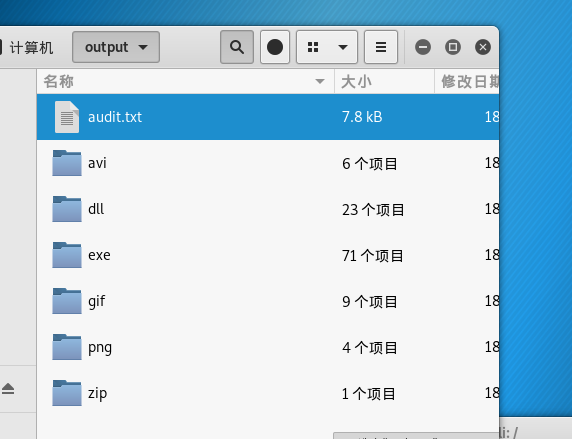 计算机 output
名称 大小 修改日期
audit.txt 7.8 kB 18
avi 6 个项目 18
dll 23 个项目 18
exe 71 个项目 18
gif 9 个项目 18
png 4 个项目 18
zip 1 个项目 18
li: /